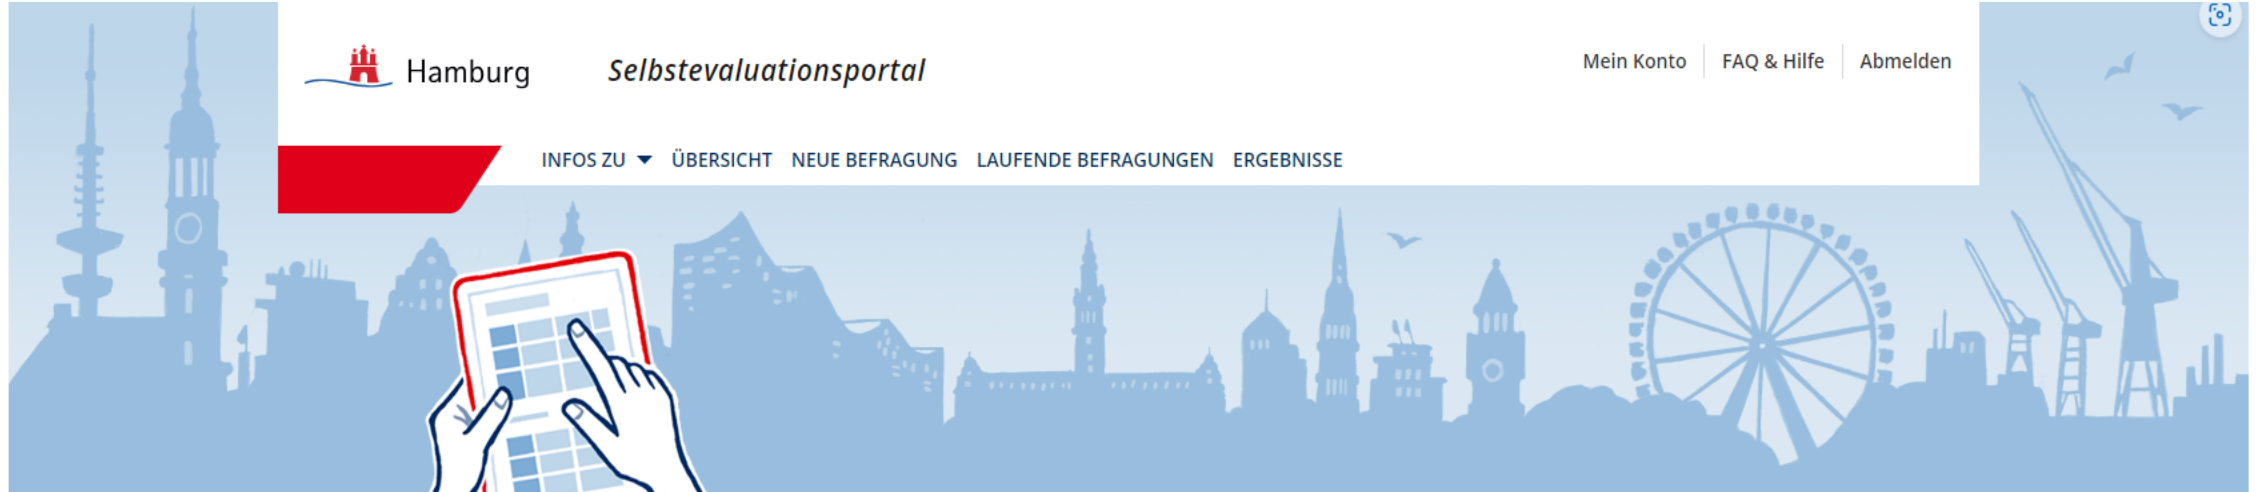 Hamburg
Selbstevaluationsportal
Mein Konto
FAQ & Hilfe
Abmelden
INFOS ZU
ÜBERSICHT
NEUE BEFRAGUNG
LAUFENDE BEFRAGUNGEN
ERGEBNISSE